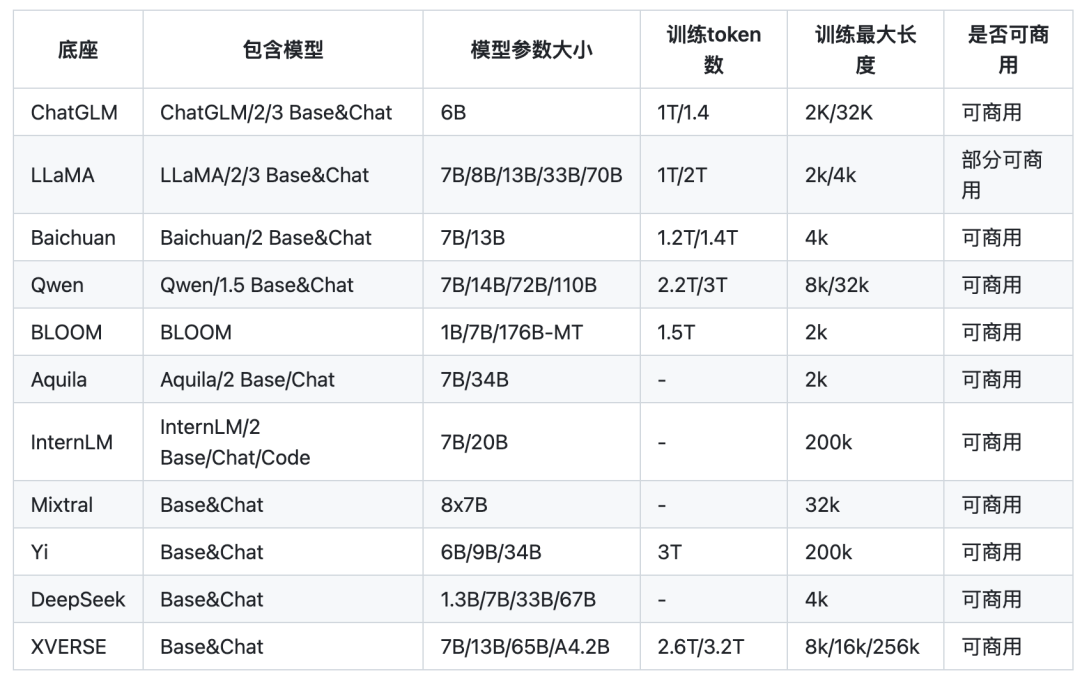 底座 包含模型 模型参数大小 训练token数 训练最大长度 是否可商用
ChatGLM ChatGLM/2/3 Base&Chat 6B 1T/1.4 2K/32K 可商用
LLaMA LLaMA/2/3 Base&Chat 7B/8B/13B/33B/70B 1T/2T 2k/4k 部分可商用
Baichuan Baichuan/2 Base&Chat 7B/13B 1.2T/1.4T 4k 可商用
Qwen Qwen/1.5 Base&Chat 7B/14B/72B/110B 2.2T/3T 8k/32k 可商用
BLOOM BLOOM 1B/7B/176B-MT 1.5T 2k 可商用
Aquila Aquila/2 Base/Chat 7B/34B - 2k 可商用
InternLM InternLM/2 Base/Chat/Code 7B/20B - 200k 可商用
Mixtral Base&Chat 8x7B - 32k 可商用
Yi Base&Chat 6B/9B/34B 3T 200k 可商用
DeepSeek Base&Chat 1.3B/7B/33B/67B - 4k 可商用
XVERSE Base&Chat 7B/13B/65B/A4.2B 2.6T/3.2T 8k/16k/256k 可商用